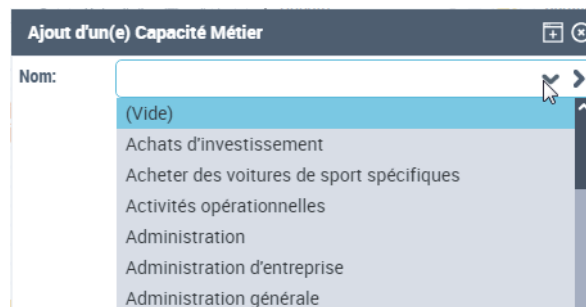 Ajout d'un(e) Capacité Métier
Nom:
(Vide)
Achats d'investissement
Acheter des voitures de sport spécifiques
Activités opérationnelles
Administration
Administration d'entreprise
Administration générale